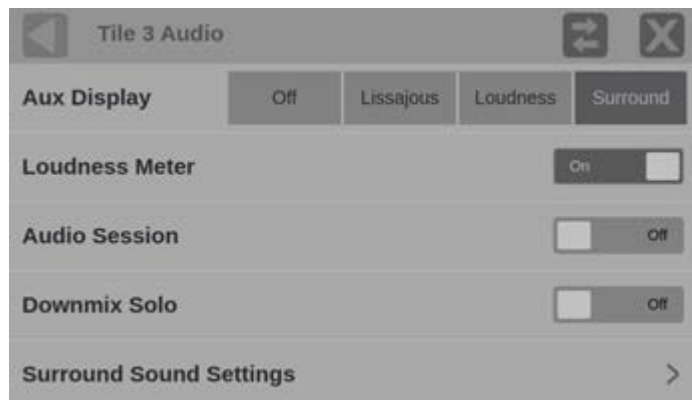 Tile 3 Audio
Aux Display Off Lissajous Loudness Surround
Loudness Meter On
Audio Session Off
Downmix Solo Off
Surround Sound Settings